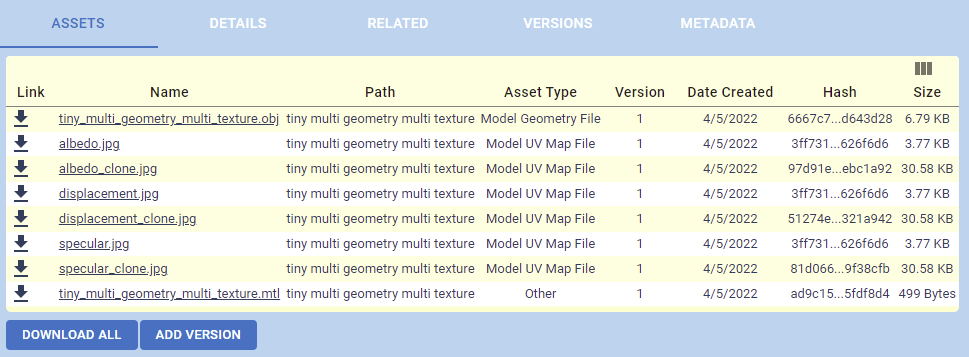 ASSETS DETAILS RELATED VERSIONS METADATA
Link Name Path Asset Type Version Date Created Hash Size
tiny_multi_geometry_multi_texture.obj tiny multi geometry multi texture Model Geometry File 1 4/5/2022 6667c7...d643d28 6.79 KB
albedo.jpg tiny multi geometry multi texture Model UV Map File 1 4/5/2022 3ff731...626f6d6 3.77 KB
albedo_clone.jpg tiny multi geometry multi texture Model UV Map File 1 4/5/2022 97d91e...ebc1a92 30.58 KB
displacement.jpg tiny multi geometry multi texture Model UV Map File 1 4/5/2022 3ff731...626f6d6 3.77 KB
displacement_clone.jpg tiny multi geometry multi texture Model UV Map File 1 4/5/2022 51274e...321a942 30.58 KB
specular.jpg tiny multi geometry multi texture Model UV Map File 1 4/5/2022 3ff731...626f6d6 3.77 KB
specular_clone.jpg tiny multi geometry multi texture Model UV Map File 1 4/5/2022 81d066...9f38cfb 30.58 KB
tiny_multi_geometry_multi_texture.mtl tiny multi geometry multi texture Other 1 4/5/2022 ad9c15...5fdf8d4 499 Bytes
DOWNLOAD ALL ADD VERSION